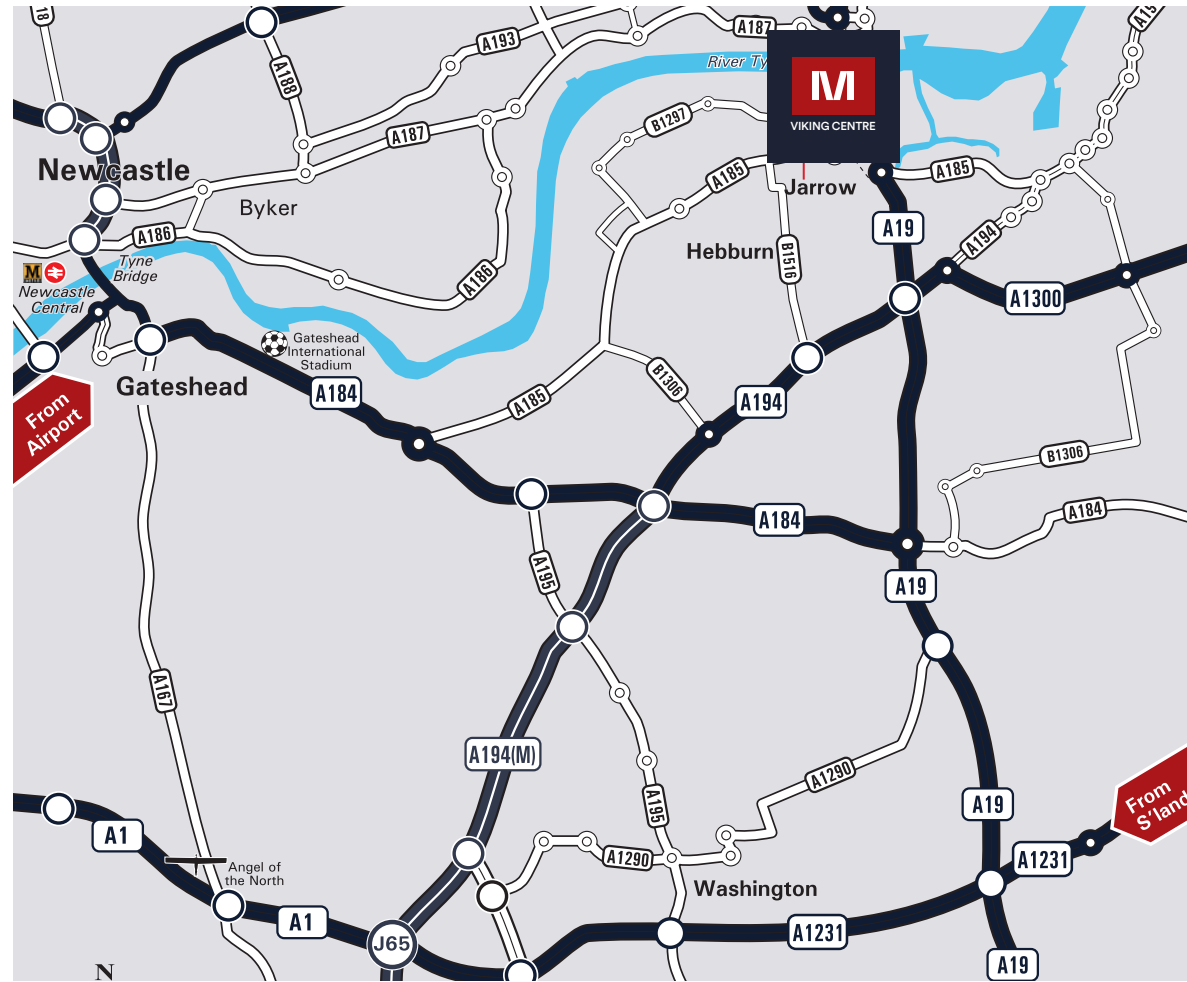 A193
A187
A188
River Ty
M
VIKING CENTRE
B1297
A187
Newcastle
A185
Jarrow
A185
Byker
A19
A186
Hebburn
B1516
A194
Tyne
Bridge
M
Newcastle
Central
A186
A1300
Gateshead
International
Stadium
Gateshead
A184
B1306
A194
A185
From
Airport
B1306
A184
A184
A195
A19
A167
A194(M)
A1290
A195
A19
From
S'land
A1
A1290
A1231
Angel of
the North
Washington
A1
J65
A1231
A19
N